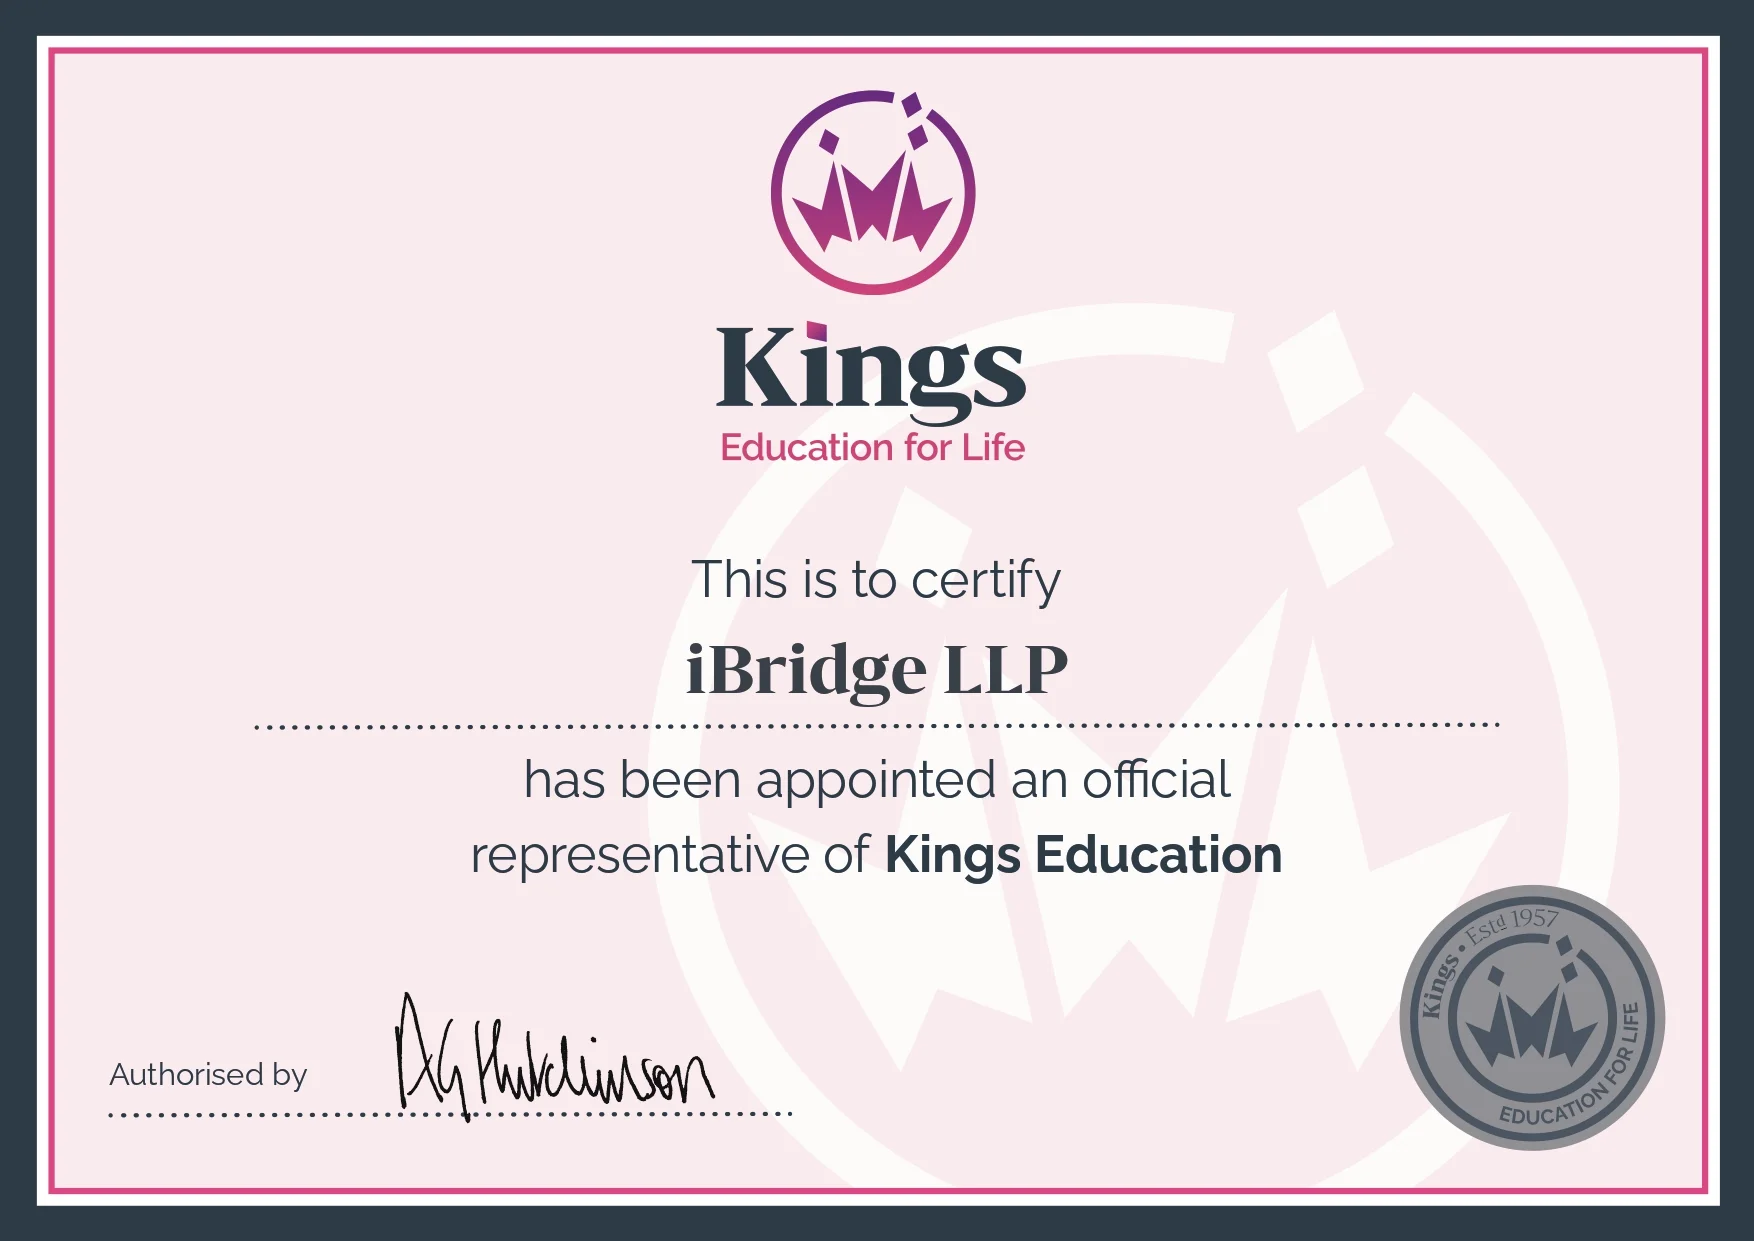 Kings
Education for Life
This is to certify
iBridge LLP
has been appointed an official
representative of Kings Education
Authorised by
Hutchinson
Kings • Estd 1957
EDUCATION FOR LIFE